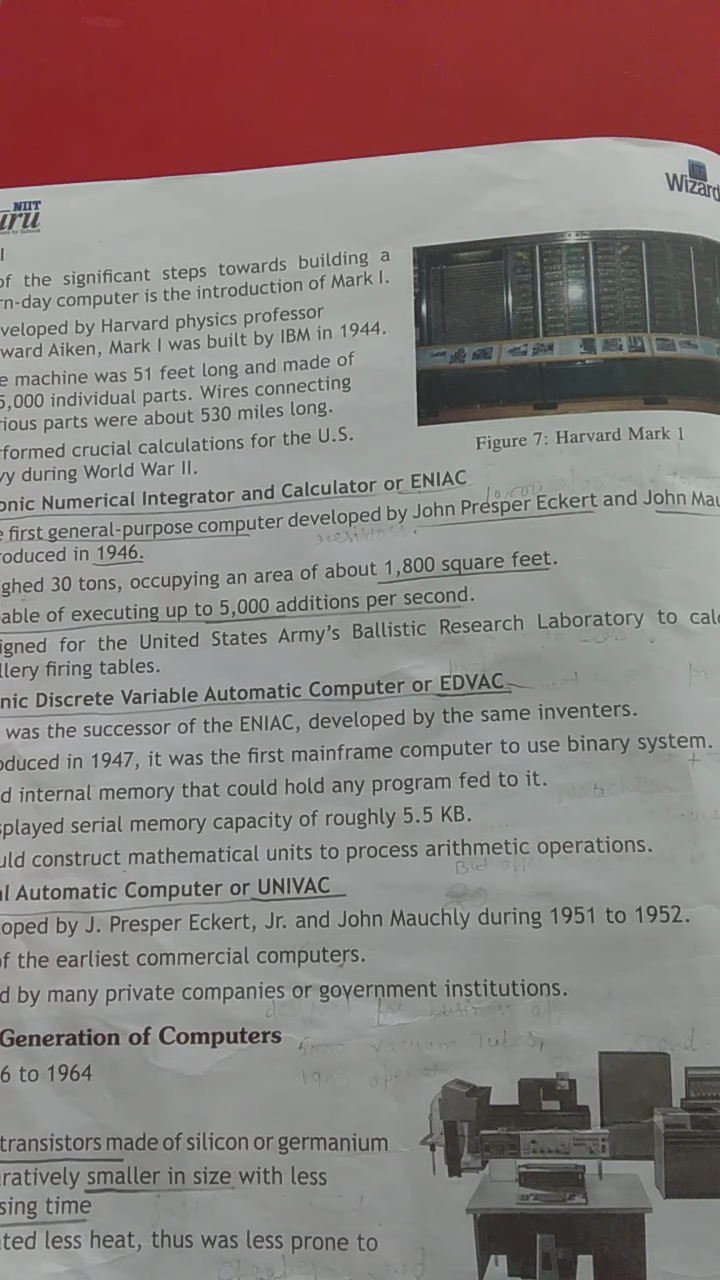 NIIT
uru
Wizard
I
of the significant steps towards building a
rn-day computer is the introduction of Mark I.
veloped by Harvard physics professor
ward Aiken, Mark I was built by IBM in 1944.
e machine was 51 feet long and made of
5,000 individual parts. Wires connecting
rious parts were about 530 miles long.
rformed crucial calculations for the U.S.
vy during World War II.
Figure 7: Harvard Mark 1
onic Numerical Integrator and Calculator or ENIAC
e first general-purpose computer developed by John Presper Eckert and John Mau
roduced in 1946.
ghed 30 tons, occupying an area of about 1,800 square feet.
able of executing up to 5,000 additions per second.
igned for the United States Army's Ballistic Research Laboratory to calc
llery firing tables.
nic Discrete Variable Automatic Computer or EDVAC
was the successor of the ENIAC, developed by the same inventers.
oduced in 1947, it was the first mainframe computer to use binary system.
d internal memory that could hold any program fed to it.
splayed serial memory capacity of roughly 5.5 KB.
uld construct mathematical units to process arithmetic operations.
But
al Automatic Computer or UNIVAC
oped by J. Presper Eckert, Jr. and John Mauchly during 1951 to 1952.
of the earliest commercial computers.
d by many private companies or government institutions.
Generation of Computers
vacuum Tubes,
6 to 1964
transistors made of silicon or germanium
ratively smaller in size with less
sing time
ted less heat, thus was less prone to